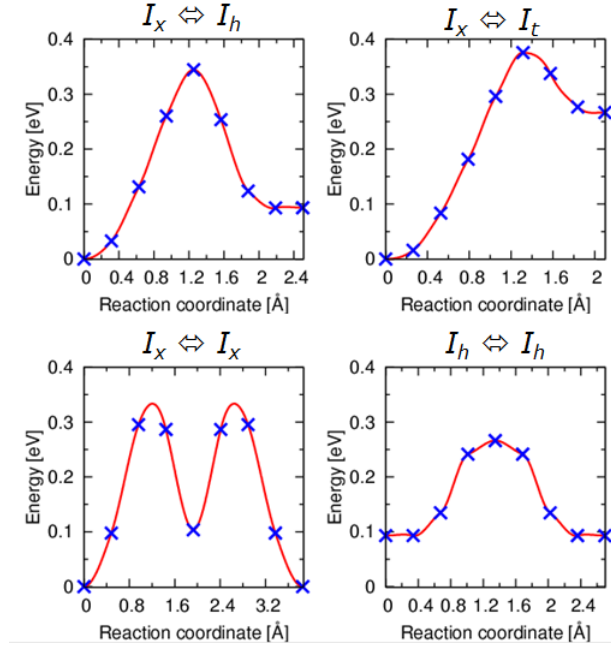 I_x ⇔ I_h
Energy [eV]
0.4
0.3
0.2
0.1
0
0 0.4 0.8 1.2 1.6 2 2.4
Reaction coordinate [Å]
I_x ⇔ I_t
Energy [eV]
0.4
0.3
0.2
0.1
0
0 0.4 0.8 1.2 1.6 2
Reaction coordinate [Å]
I_x ⇔ I_x
Energy [eV]
0.4
0.3
0.2
0.1
0
0 0.8 1.6 2.4 3.2
Reaction coordinate [Å]
I_h ⇔ I_h
Energy [eV]
0.4
0.3
0.2
0.1
0
0 0.4 0.8 1.2 1.6 2 2.4
Reaction coordinate [Å]